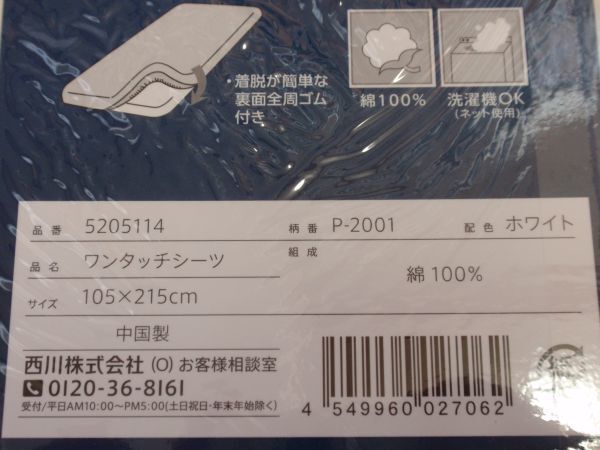 ・着脱が簡単な
裏面全周ゴム
付き
綿100%
洗濯機OK
(ネット使用)
品番 5205114 柄番 P-2001 配色 ホワイト
品名 ワンタッチシーツ 組成 綿100%
サイズ 105×215cm
中国製
西川株式会社 (O) お客様相談室
0120-36-8161
受付/平日AM10:00〜PM5:00(土日祝日・年末年始除く)
4 549960 027062